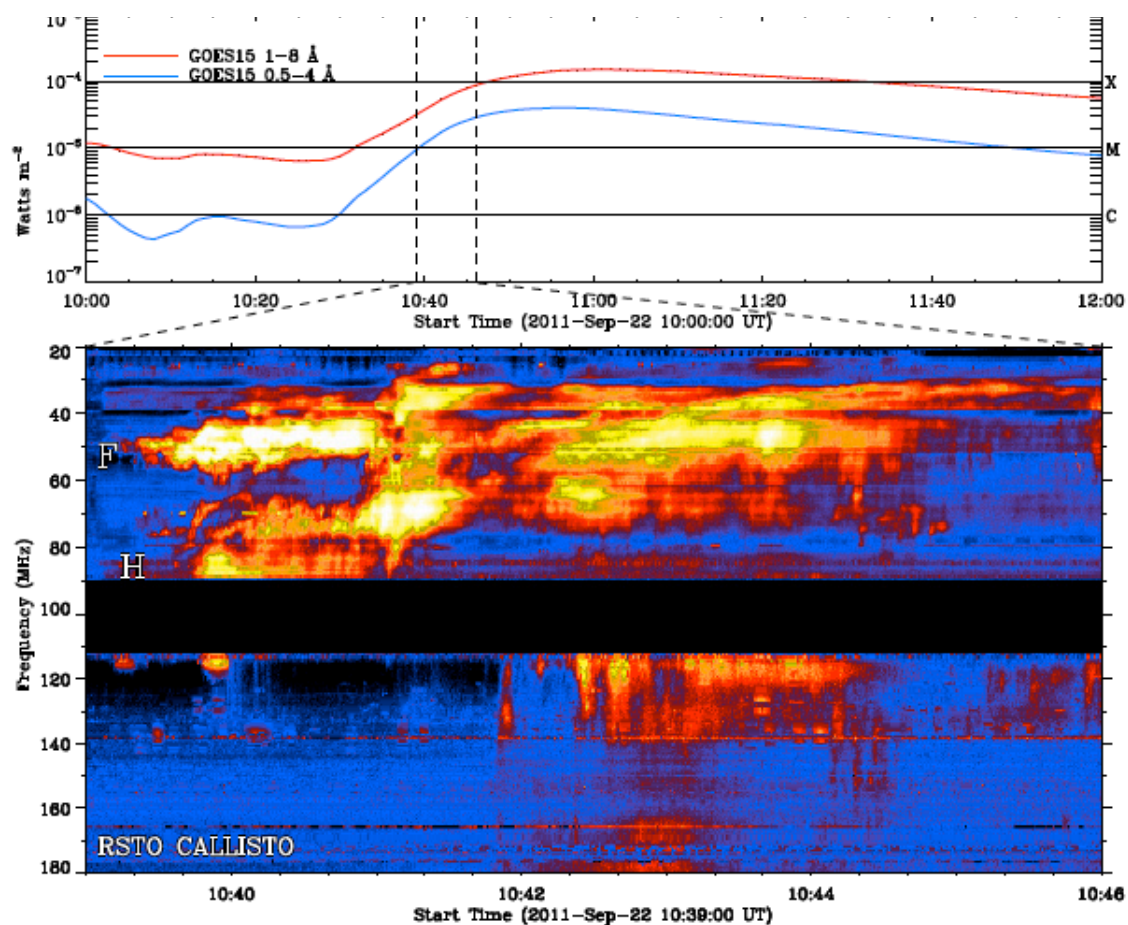 GOES15 1-8 Å
GOES15 0.5-4 Å
10⁻⁴
10⁻⁵
10⁻⁶
10⁻⁷
Watts m⁻²
X
M
C
10:00
10:20
10:40
11:00
11:20
11:40
12:00
Start Time (2011-Sep-22 10:00:00 UT)
20
40
60
80
100
120
140
160
180
Frequency (MHz)
F
H
RSTO CALLISTO
10:40
10:42
10:44
10:46
Start Time (2011-Sep-22 10:39:00 UT)